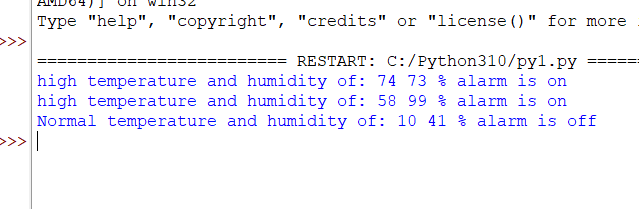 AMD64)] on win32
Type "help", "copyright", "credits" or "license()" for more
>>>
========================= RESTART: C:/Python310/py1.py =====
high temperature and humidity of: 74 73 % alarm is on
high temperature and humidity of: 58 99 % alarm is on
Normal temperature and humidity of: 10 41 % alarm is off
>>>